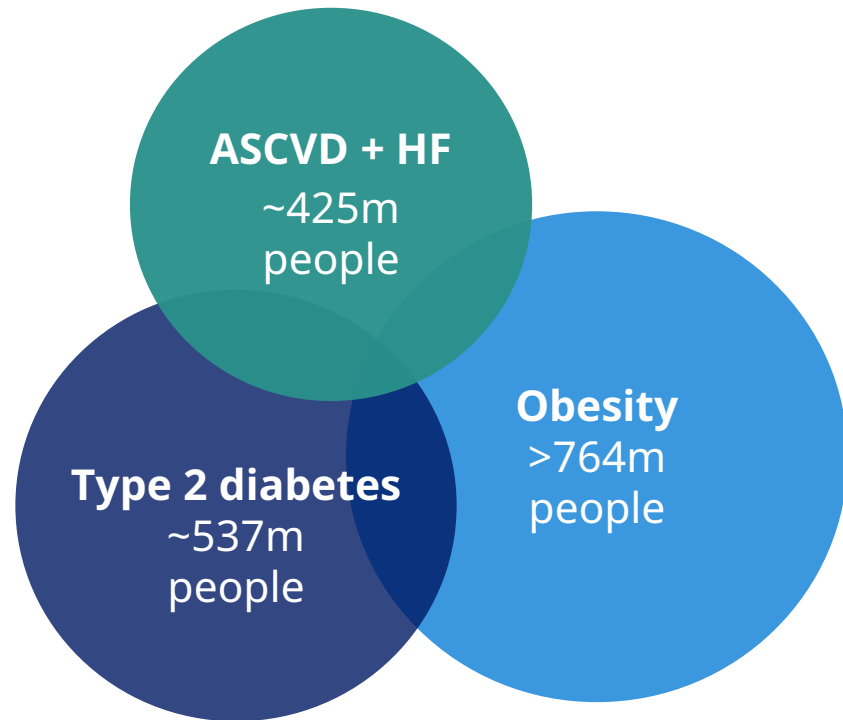 ASCVD + HF
~425m
people
Obesity
>764m
people
Type 2 diabetes
~537m
people